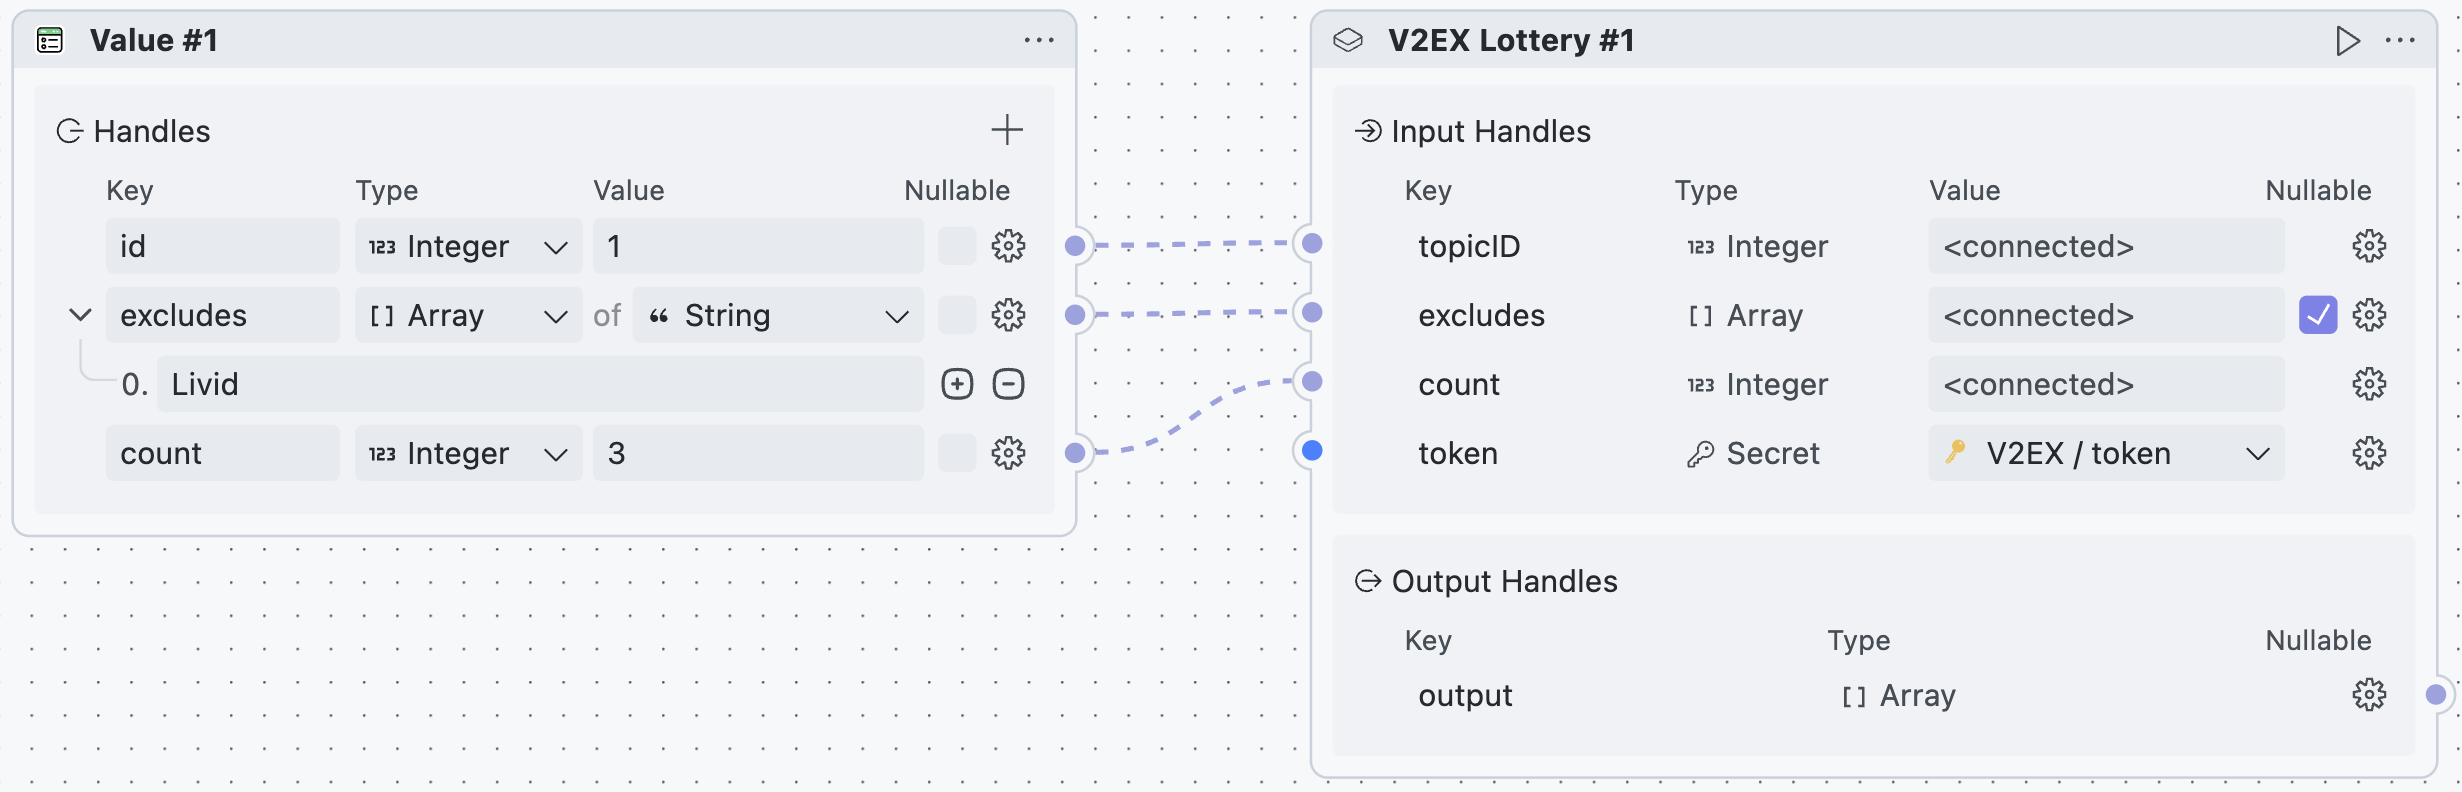 Value #1
Handles
Key Type Value Nullable
id 123 Integer 1
excludes [] Array of “ String
0. Livid
count 123 Integer 3
V2EX Lottery #1
Input Handles
Key Type Value Nullable
topicID 123 Integer <connected>
excludes [] Array <connected>
count 123 Integer <connected>
token Secret V2EX / token
Output Handles
Key Type Nullable
output [] Array